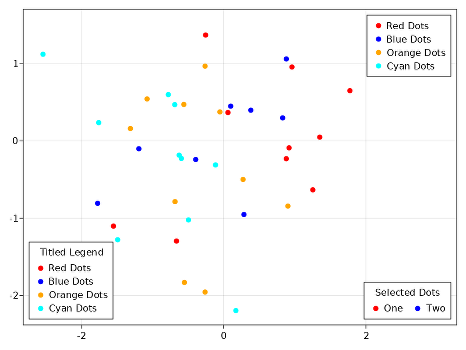 Red Dots
Blue Dots
Orange Dots
Cyan Dots
1
0
-1
-2
Titled Legend
Red Dots
Blue Dots
Orange Dots
Cyan Dots
Selected Dots
One Two
-2 0 2